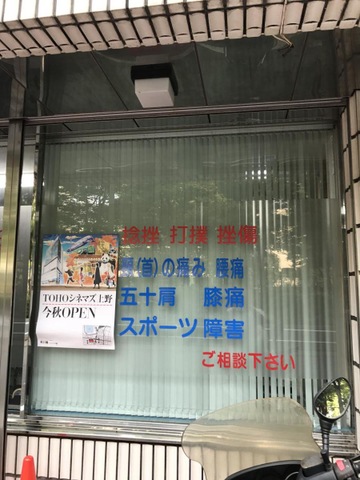 捻挫 打撲 挫傷
頸(首)の痛み 腰痛
五十肩 膝痛
スポーツ障害
ご相談下さい
TOHOシネマズ 上野
今秋OPEN